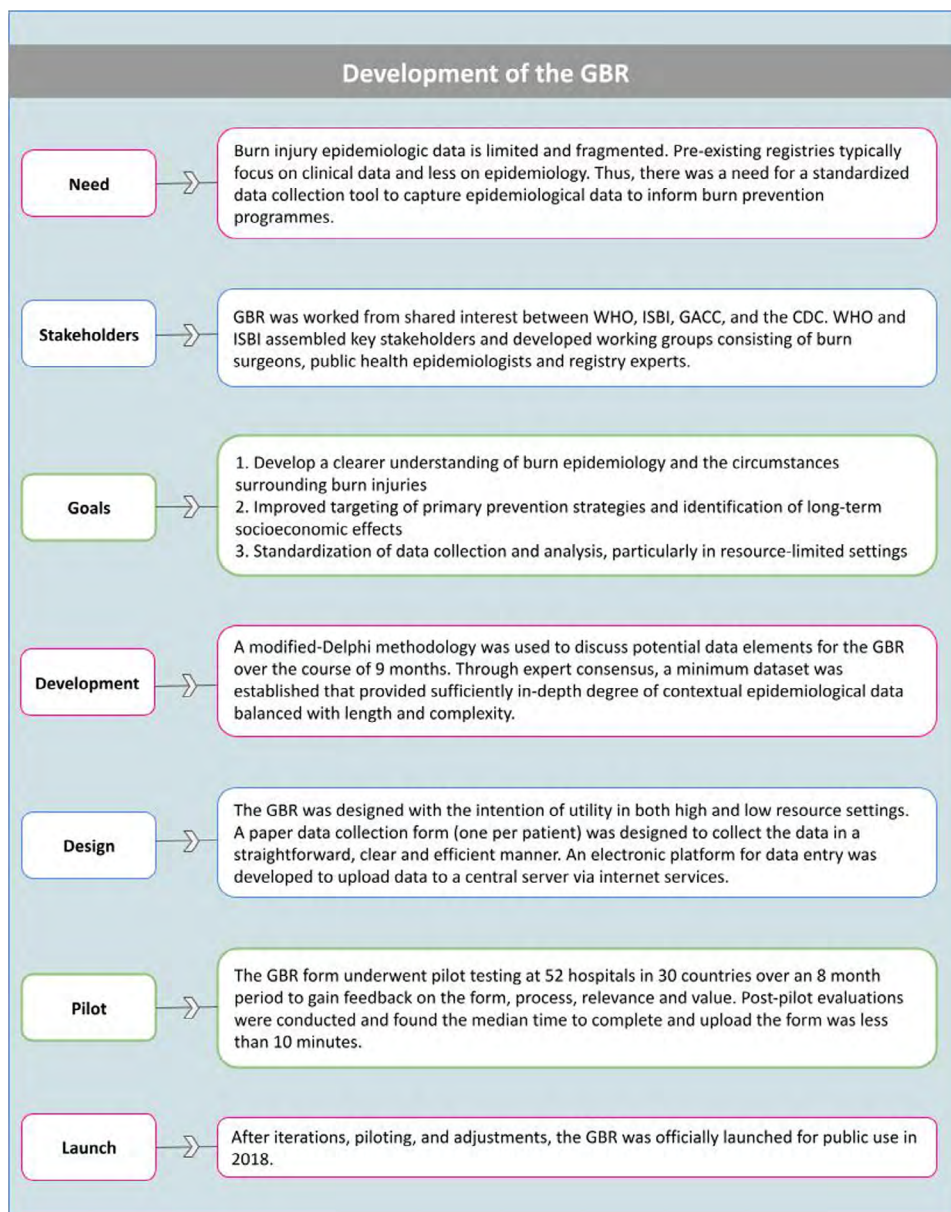 Development of the GBR
Need
Burn injury epidemiologic data is limited and fragmented. Pre-existing registries typically
focus on clinical data and less on epidemiology. Thus, there was a need for a standardized
data collection tool to capture epidemiological data to inform burn prevention
programmes.
Stakeholders
GBR was worked from shared interest between WHO, ISBI, GACC, and the CDC. WHO and
ISBI assembled key stakeholders and developed working groups consisting of burn
surgeons, public health epidemiologists and registry experts.
Goals
1. Develop a clearer understanding of burn epidemiology and the circumstances
surrounding burn injuries
2. Improved targeting of primary prevention strategies and identification of long-term
socioeconomic effects
3. Standardization of data collection and analysis, particularly in resource-limited settings
Development
A modified-Delphi methodology was used to discuss potential data elements for the GBR
over the course of 9 months. Through expert consensus, a minimum dataset was
established that provided sufficiently in-depth degree of contextual epidemiological data
balanced with length and complexity.
Design
The GBR was designed with the intention of utility in both high and low resource settings.
A paper data collection form (one per patient) was designed to collect the data in a
straightforward, clear and efficient manner. An electronic platform for data entry was
developed to upload data to a central server via internet services.
Pilot
The GBR form underwent pilot testing at 52 hospitals in 30 countries over an 8 month
period to gain feedback on the form, process, relevance and value. Post-pilot evaluations
were conducted and found the median time to complete and upload the form was less
than 10 minutes.
Launch
After iterations, piloting, and adjustments, the GBR was officially launched for public use in
2018.